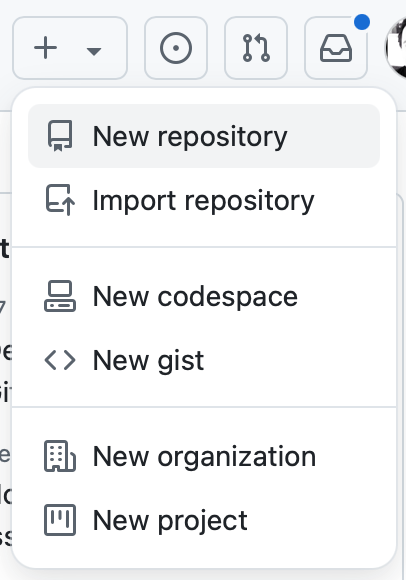 New repository
Import repository
New codespace
New gist
New organization
New project